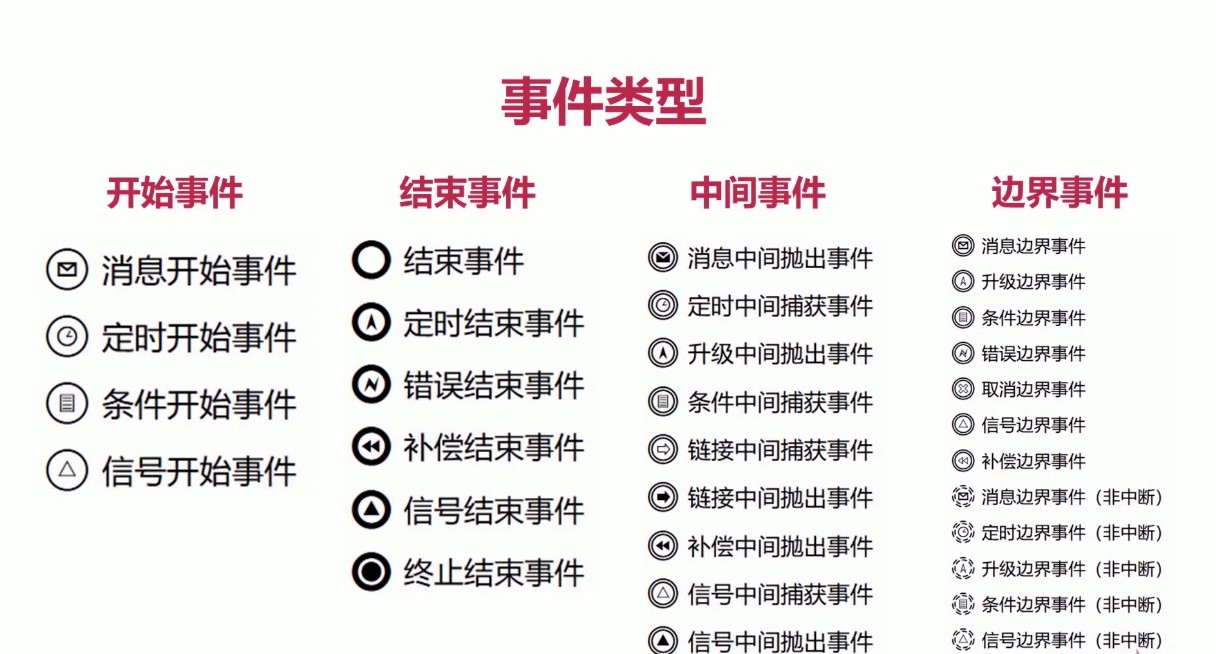 事件类型
开始事件
消息开始事件
定时开始事件
条件开始事件
信号开始事件
结束事件
结束事件
定时结束事件
错误结束事件
补偿结束事件
信号结束事件
终止结束事件
中间事件
消息中间抛出事件
定时中间捕获事件
升级中间抛出事件
条件中间捕获事件
链接中间捕获事件
链接中间抛出事件
补偿中间抛出事件
信号中间捕获事件
信号中间抛出事件
边界事件
消息边界事件
升级边界事件
条件边界事件
错误边界事件
取消边界事件
信号边界事件
补偿边界事件
消息边界事件（非中断）
定时边界事件（非中断）
升级边界事件（非中断）
条件边界事件（非中断）
信号边界事件（非中断）